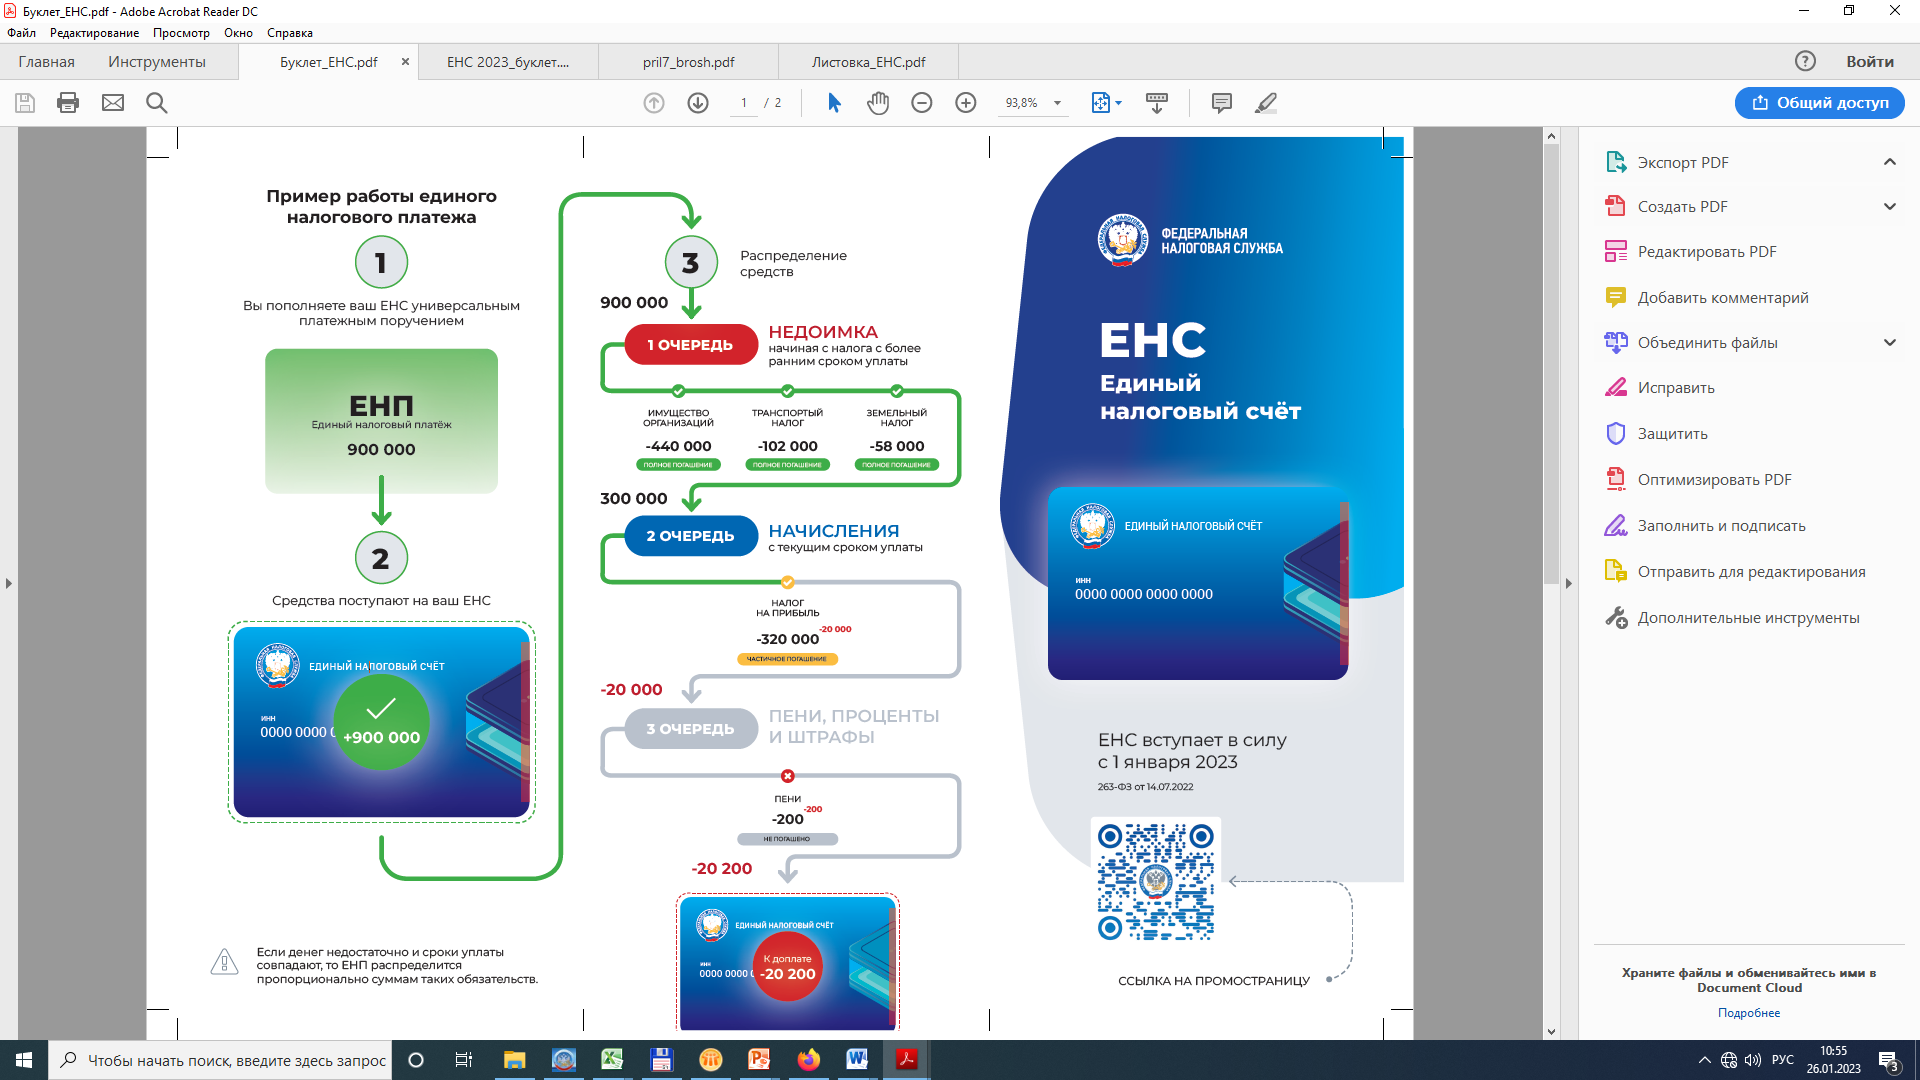 Буклет_ЕНС.pdf - Adobe Acrobat Reader DC
Файл Редактирование Просмотр Окно Справка
Главная Инструменты Буклет_ЕНС.pdf × ЕНС 2023_буклет.... pril7_brosh.pdf Листовка_ЕНС.pdf ? Войти
1 / 2 93,8% Общий доступ
Пример работы единого
налогового платежа
1
Вы пополняете ваш ЕНС универсальным
платежным поручением
ЕНП
Единый налоговый платёж
900 000
2
Средства поступают на ваш ЕНС
ЕДИНЫЙ НАЛОГОВЫЙ СЧЁТ
ИНН
0000 0000 0
+900 000
Если денег недостаточно и сроки уплаты
совпадают, то ЕНП распределится
пропорционально суммам таких обязательств.
3
Распределение
средств
900 000
1 ОЧЕРЕДЬ
НЕДОИМКА
начиная с налога с более
ранним сроком уплаты
ИМУЩЕСТВО
ОРГАНИЗАЦИЙ
-440 000
ПОЛНОЕ ПОГАШЕНИЕ
ТРАНСПОРТЫЙ
НАЛОГ
-102 000
ПОЛНОЕ ПОГАШЕНИЕ
ЗЕМЕЛЬНЫЙ
НАЛОГ
-58 000
ПОЛНОЕ ПОГАШЕНИЕ
300 000
2 ОЧЕРЕДЬ
НАЧИСЛЕНИЯ
с текущим сроком уплаты
НАЛОГ
НА ПРИБЫЛЬ
-320 000 -20 000
ЧАСТИЧНОЕ ПОГАШЕНИЕ
-20 000
3 ОЧЕРЕДЬ
ПЕНИ, ПРОЦЕНТЫ
И ШТРАФЫ
ПЕНИ
-200 -200
НЕ ПОГАШЕНО
-20 200
ЕДИНЫЙ НАЛОГОВЫЙ СЧЁТ
ИНН
0000 0000 0
К доплате
-20 200
ФЕДЕРАЛЬНАЯ
НАЛОГОВАЯ СЛУЖБА
ЕНС
Единый
налоговый счёт
ЕДИНЫЙ НАЛОГОВЫЙ СЧЁТ
ИНН
0000 0000 0000 0000
ЕНС вступает в силу
с 1 января 2023
263-ФЗ от 14.07.2022
ССЫЛКА НА ПРОМОСТРАНИЦУ
Экспорт PDF
Создать PDF
Редактировать PDF
Добавить комментарий
Объединить файлы
Исправить
Защитить
Оптимизировать PDF
Заполнить и подписать
Отправить для редактирования
Дополнительные инструменты
Храните файлы и обменивайтесь ими в
Document Cloud
Подробнее
Чтобы начать поиск, введите здесь запрос
РУС
10:55
26.01.2023
3